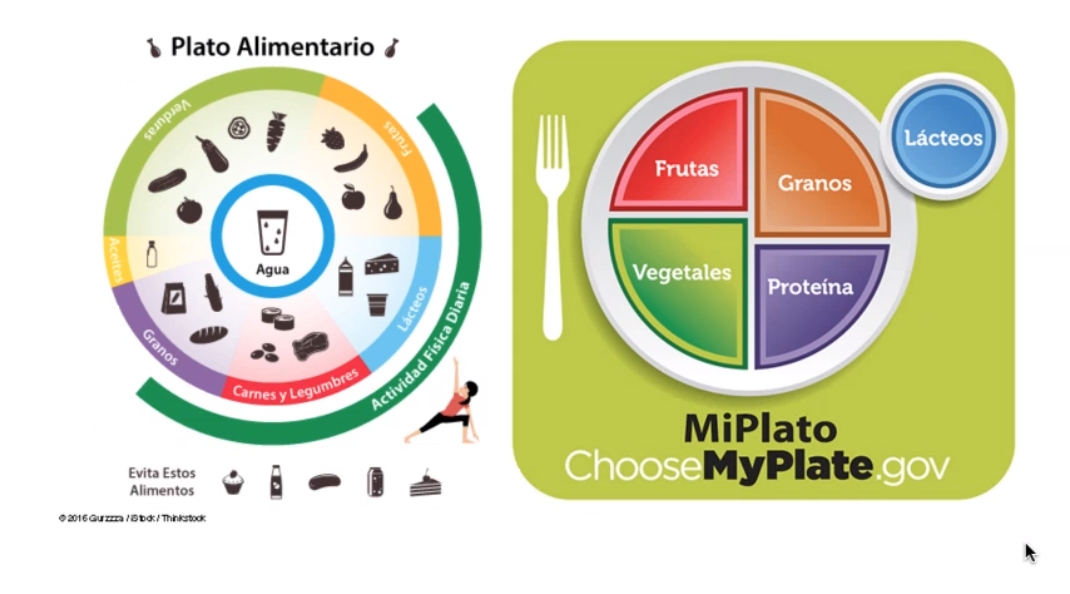 Plato Alimentario
Verduras
Frutas
Aceites
Agua
Lácteos
Granos
Carnes y Legumbres
Actividad Física Diaria
Evita Estos
Alimentos
© 2016 Gurzzza / iStock / Thinkstock
Frutas
Granos
Lácteos
Vegetales
Proteína
MiPlato
ChooseMyPlate.gov